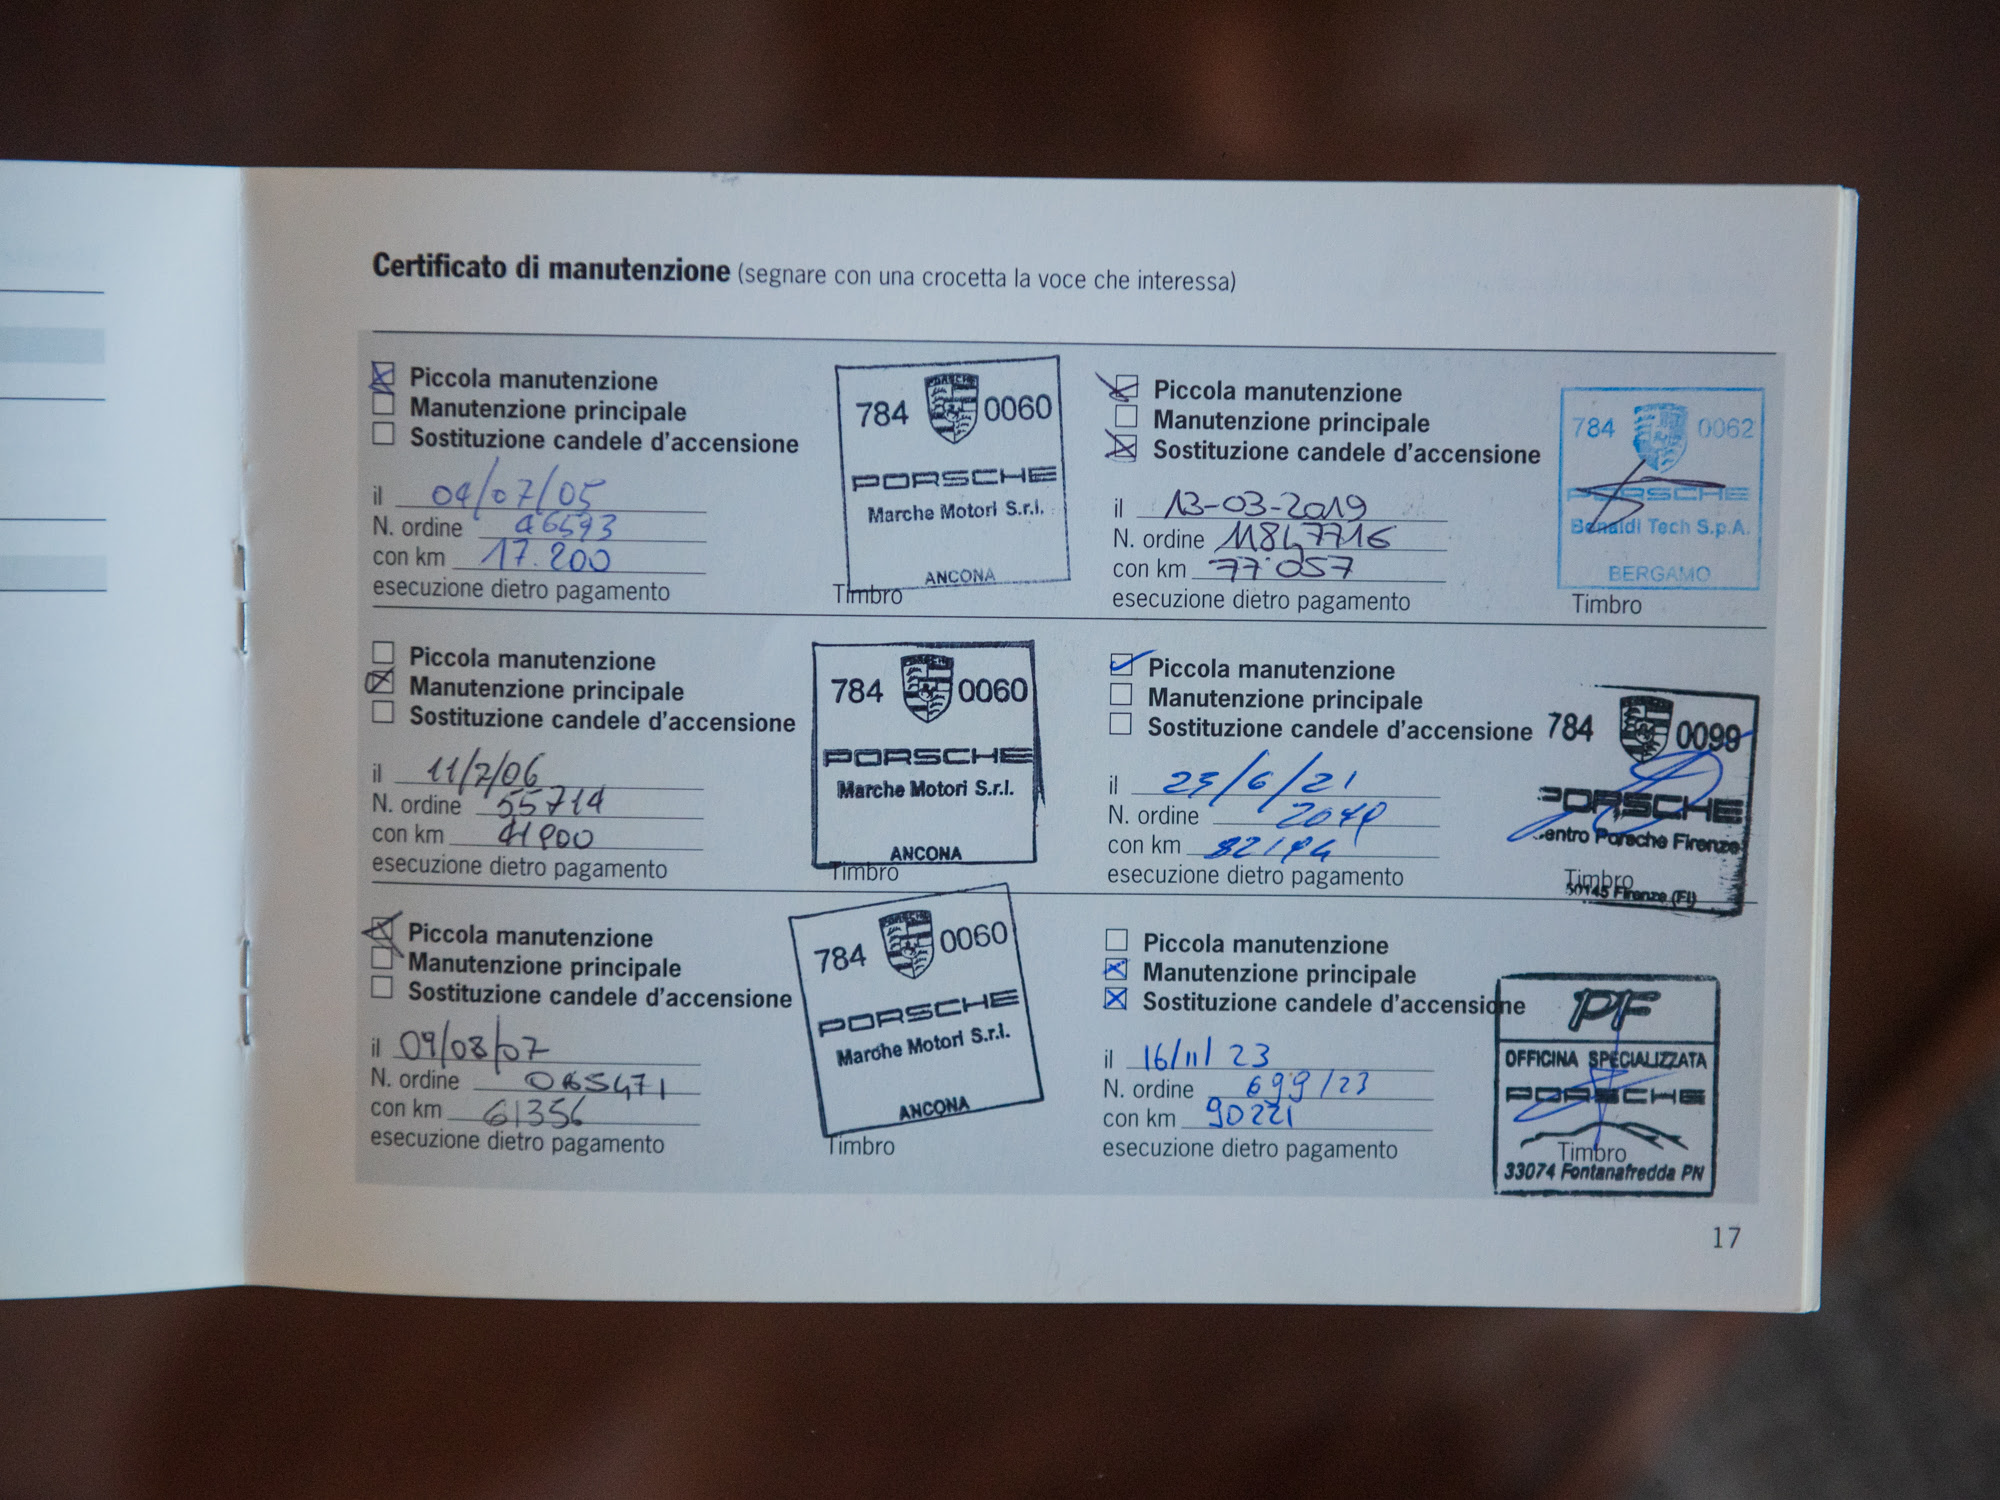 Certificato di manutenzione (segnare con una crocetta la voce che interessa)
Piccola manutenzione
Manutenzione principale
Sostituzione candele d'accensione
il 04/07/05
N. ordine 46593
con km 17.200
esecuzione dietro pagamento
784 PORSCHE 0060
PORSCHE
Marche Motori S.r.l.
ANCONA
Timbro
Piccola manutenzione
Manutenzione principale
Sostituzione candele d'accensione
il 11/7/06
N. ordine 55714
con km 41900
esecuzione dietro pagamento
784 0060
PORSCHE
Marche Motori S.r.l.
ANCONA
Timbro
Piccola manutenzione
Manutenzione principale
Sostituzione candele d'accensione
il 09/08/07
N. ordine 065471
con km 61356
esecuzione dietro pagamento
784 0060
PORSCHE
Marche Motori S.r.l.
ANCONA
Timbro
Piccola manutenzione
Manutenzione principale
Sostituzione candele d'accensione
il 13-03-2019
N. ordine 11847716
con km 77.057
esecuzione dietro pagamento
784 0062
PORSCHE
Bonaldi Tech S.p.A.
BERGAMO
Timbro
Piccola manutenzione
Manutenzione principale
Sostituzione candele d'accensione
il 23/6/21
N. ordine
con km
esecuzione dietro pagamento
784 0099
PORSCHE
Centro Porsche Firenze
Timbro
50145 Firenze (FI)
Piccola manutenzione
Manutenzione principale
Sostituzione candele d'accensione
il 16/11/23
N. ordine 699/23
con km 90221
esecuzione dietro pagamento
PF
OFFICINA SPECIALIZZATA
PORSCHE
Timbro
33074 Fontanafredda PN
17